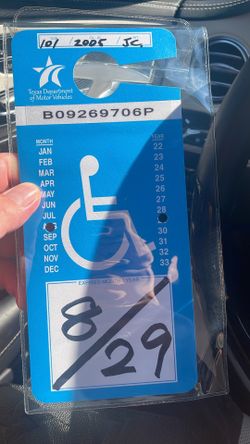 101 2005 JC,
Texas Department
of Motor Vehicles
B09269706P
MONTH YEAR
JAN 22
FEB 23
MAR 24
APR 25
MAY 26
JUN 27
JUL 28
SEP 30
OCT 31
NOV 32
DEC 33
8/29